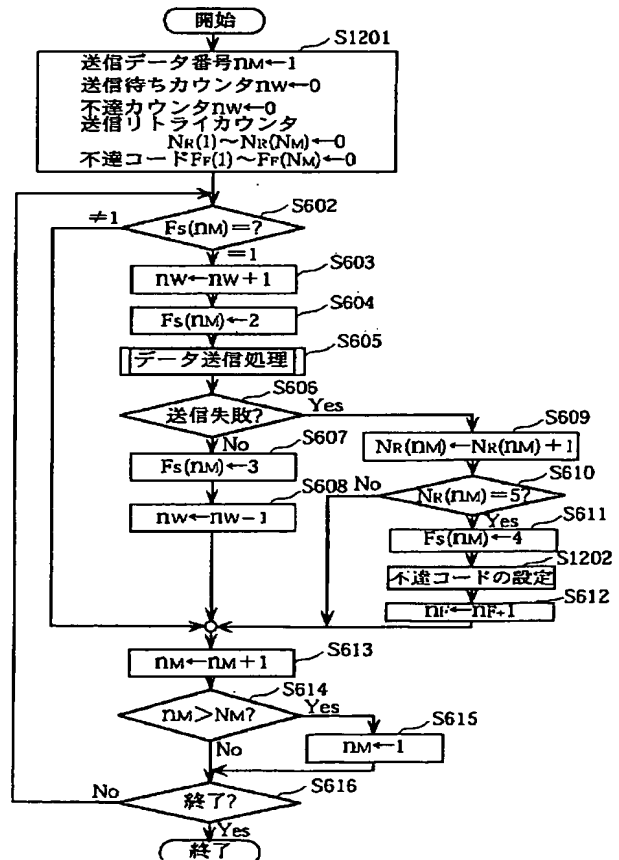 開始
S1201
送信データ番号nM←1
送信待ちカウンタnW←0
不達カウンタnW←0
送信リトライカウンタ
NR(1)~NR(NM)←0
不達コードFF(1)~FF(NM)←0
S602
≠1
FS(nM)=?
=1
S603
nW←nW+1
S604
FS(nM)←2
S605
データ送信処理
S606
送信失敗?
Yes
No
S607
FS(nM)←3
S608
nW←nW-1
S609
NR(nM)←NR(nM)+1
S610
No
NR(nM)=5?
Yes
S611
FS(nM)←4
S1202
不達コードの設定
S612
nF←nF+1
S613
nM←nM+1
S614
nM>NM?
Yes
No
S615
nM←1
S616
No
終了?
Yes
終了